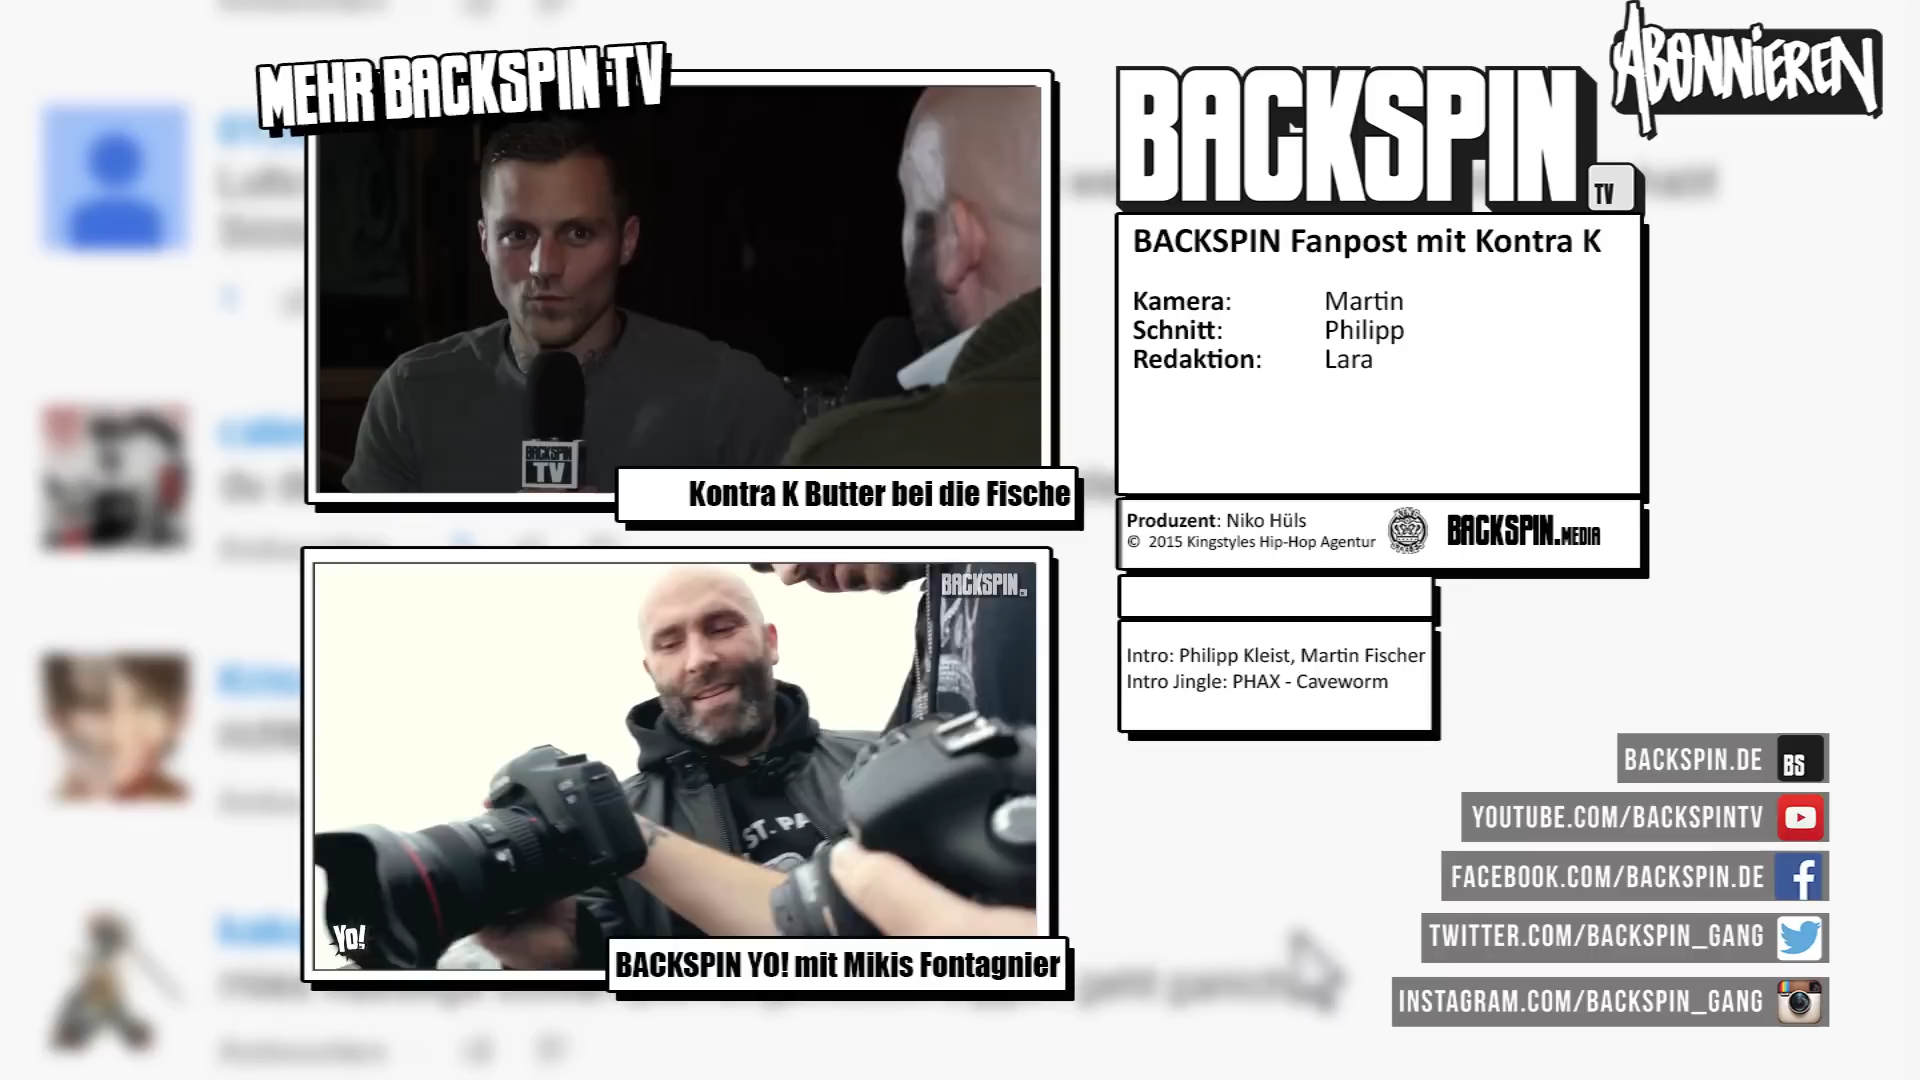 MEHR BACKSPIN TV
BACKSPIN
TV
Kontra K Butter bei die Fische
BACKSPIN
ST. PA
Yo!
BACKSPIN YO! mit Mikis Fontagnier
ABONNIEREN
BACKSPIN
TV
BACKSPIN Fanpost mit Kontra K
Kamera: Martin
Schnitt: Philipp
Redaktion: Lara
Produzent: Niko Hüls
© 2015 Kingstyles Hip-Hop Agentur
BACKSPIN.MEDIA
Intro: Philipp Kleist, Martin Fischer
Intro Jingle: PHAX - Caveworm
BACKSPIN.DE
BS
YOUTUBE.COM/BACKSPINTV
FACEBOOK.COM/BACKSPIN.DE
TWITTER.COM/BACKSPIN_GANG
INSTAGRAM.COM/BACKSPIN_GANG